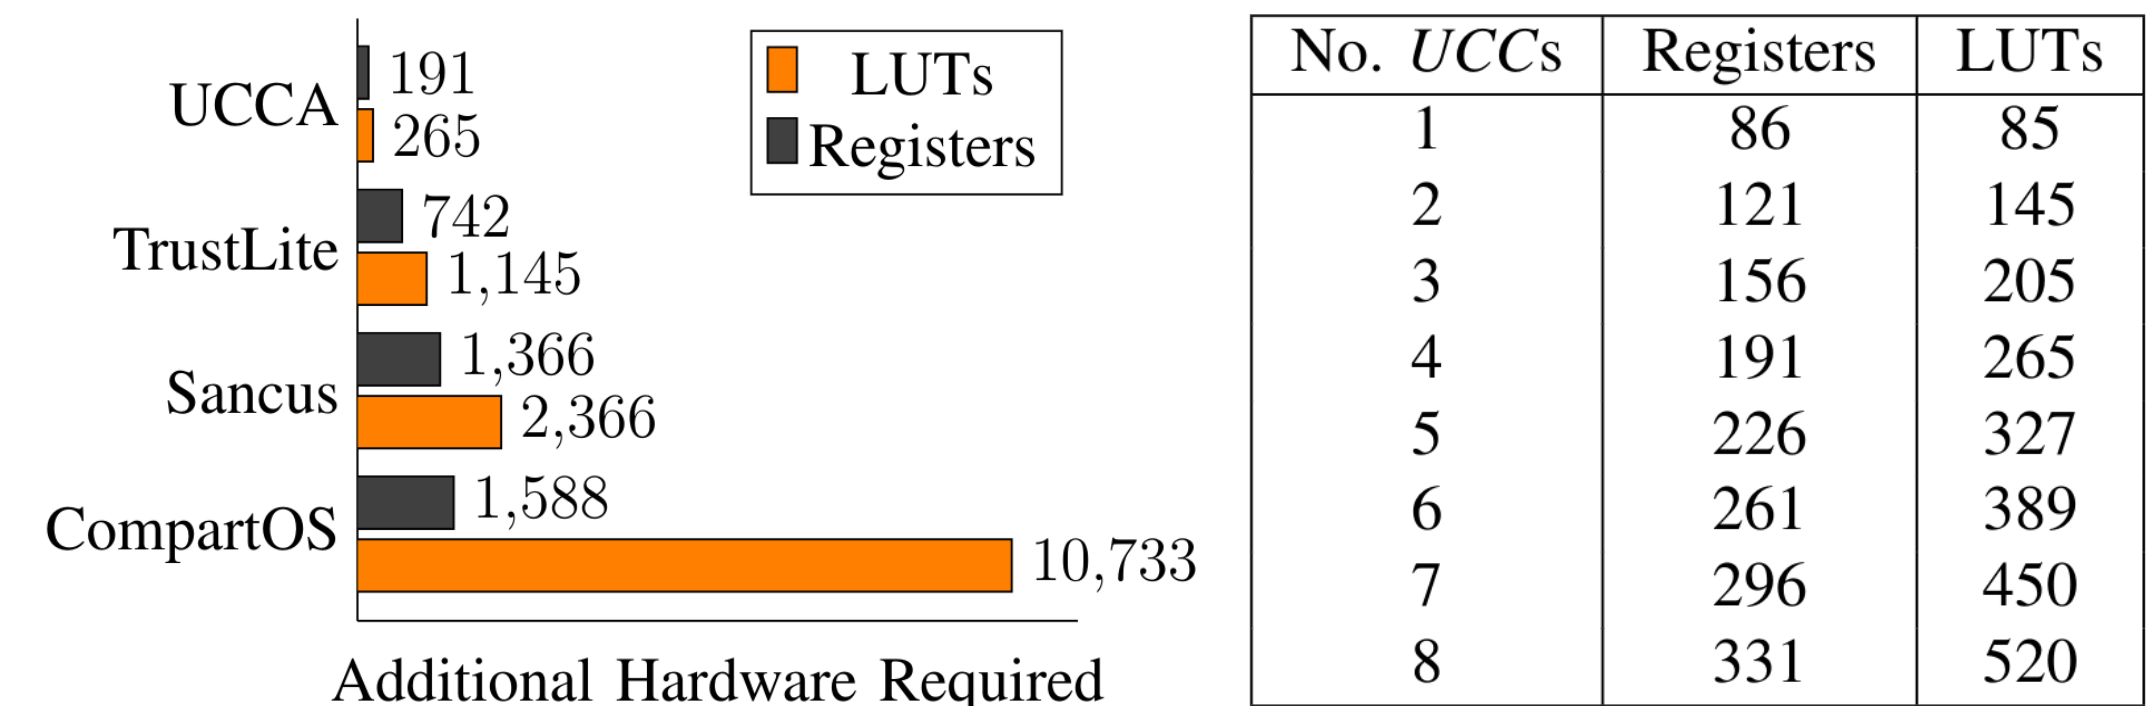 UCCA
191
265
TrustLite
742
1,145
Sancus
1,366
2,366
CompartOS
1,588
10,733
Additional Hardware Required
LUTs
Registers
No. UCCs Registers LUTs
1 86 85
2 121 145
3 156 205
4 191 265
5 226 327
6 261 389
7 296 450
8 331 520